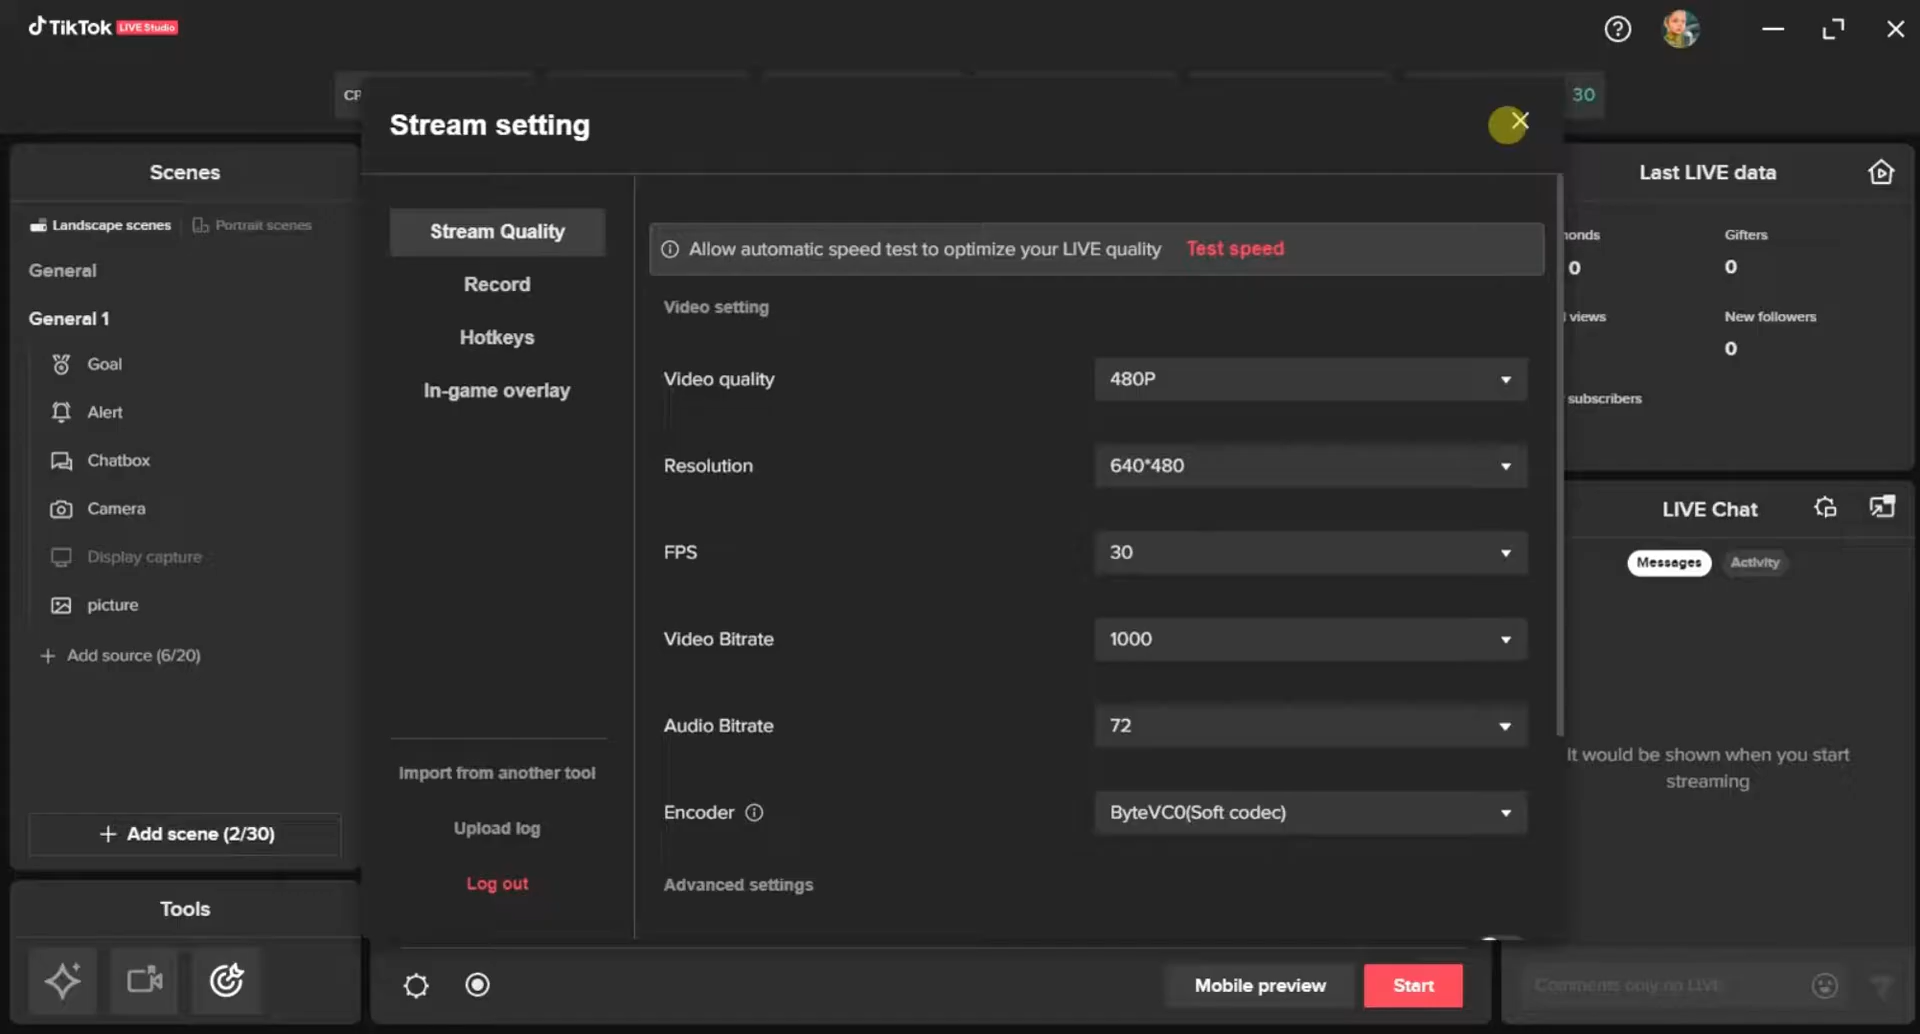 TikTok LIVE Studio
30
Stream setting
Scenes
Landscape scenes
Portrait scenes
General
General 1
Goal
Alert
Chatbox
Camera
Display capture
picture
+ Add source (6/20)
+ Add scene (2/30)
Tools
Stream Quality
Record
Hotkeys
In-game overlay
Import from another tool
Upload log
Log out
Allow automatic speed test to optimize your LIVE quality Test speed
Video setting
Video quality 480P
Resolution 640*480
FPS 30
Video Bitrate 1000
Audio Bitrate 72
Encoder ByteVC0(Soft codec)
Advanced settings
Mobile preview
Start
Last LIVE data
Gifters
0
0
views
New followers
0
subscribers
LIVE Chat
Messages
Activity
It would be shown when you start
streaming
Comments only on LIVE